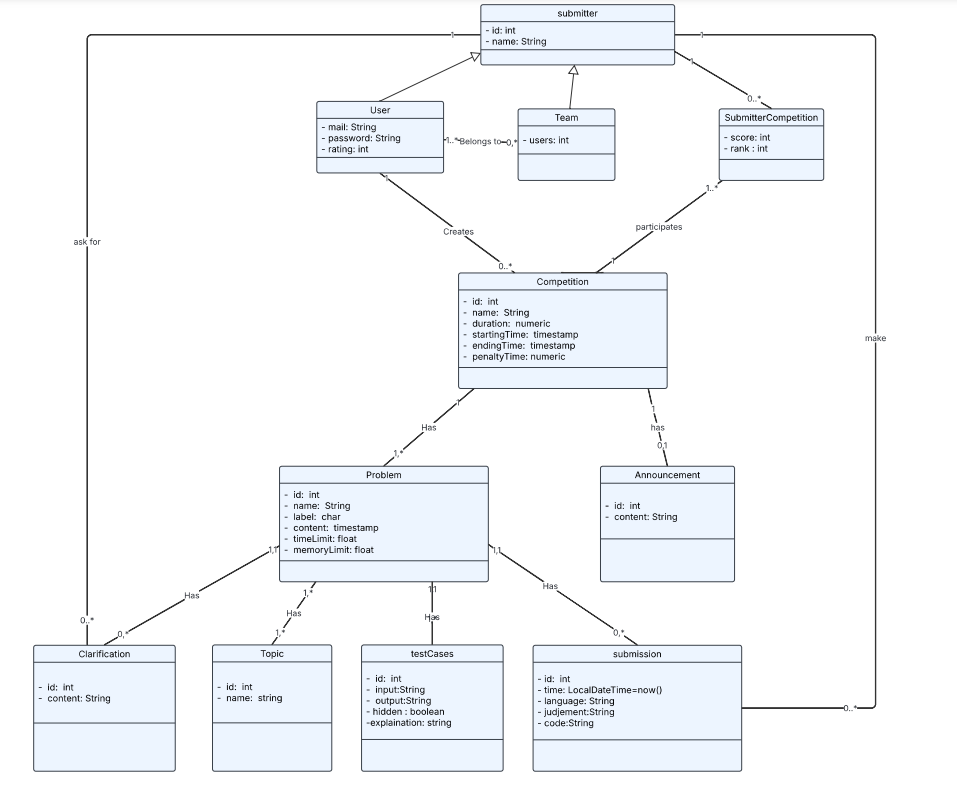 submitter
- id: int
- name: String
1
1
1
0..*
User
- mail: String
- password: String
- rating: int
1..*
Belongs to
0,*
Team
- users: int
SubmitterCompetition
- score: int
- rank : int
1
Creates
0..*
1..*
participates
1
ask for
make
Competition
- id: int
- name: String
- duration: numeric
- startingTime: timestamp
- endingTime: timestamp
- penaltyTime: numeric
1
Has
1,*
1
has
0,1
Problem
- id: int
- name: String
- label: char
- content: timestamp
- timeLimit: float
- memoryLimit: float
Announcement
- id: int
- content: String
1,1
Has
0,*
0..*
1,*
Has
1,*
1,1
Has
1,1
Has
0,*
Clarification
- id: int
- content: String
Topic
- id: int
- name: string
testCases
- id: int
- input:String
- output:String
- hidden : boolean
-explaination: string
submission
- id: int
- time: LocalDateTime=now()
- language: String
- judjement:String
- code:String
0..*